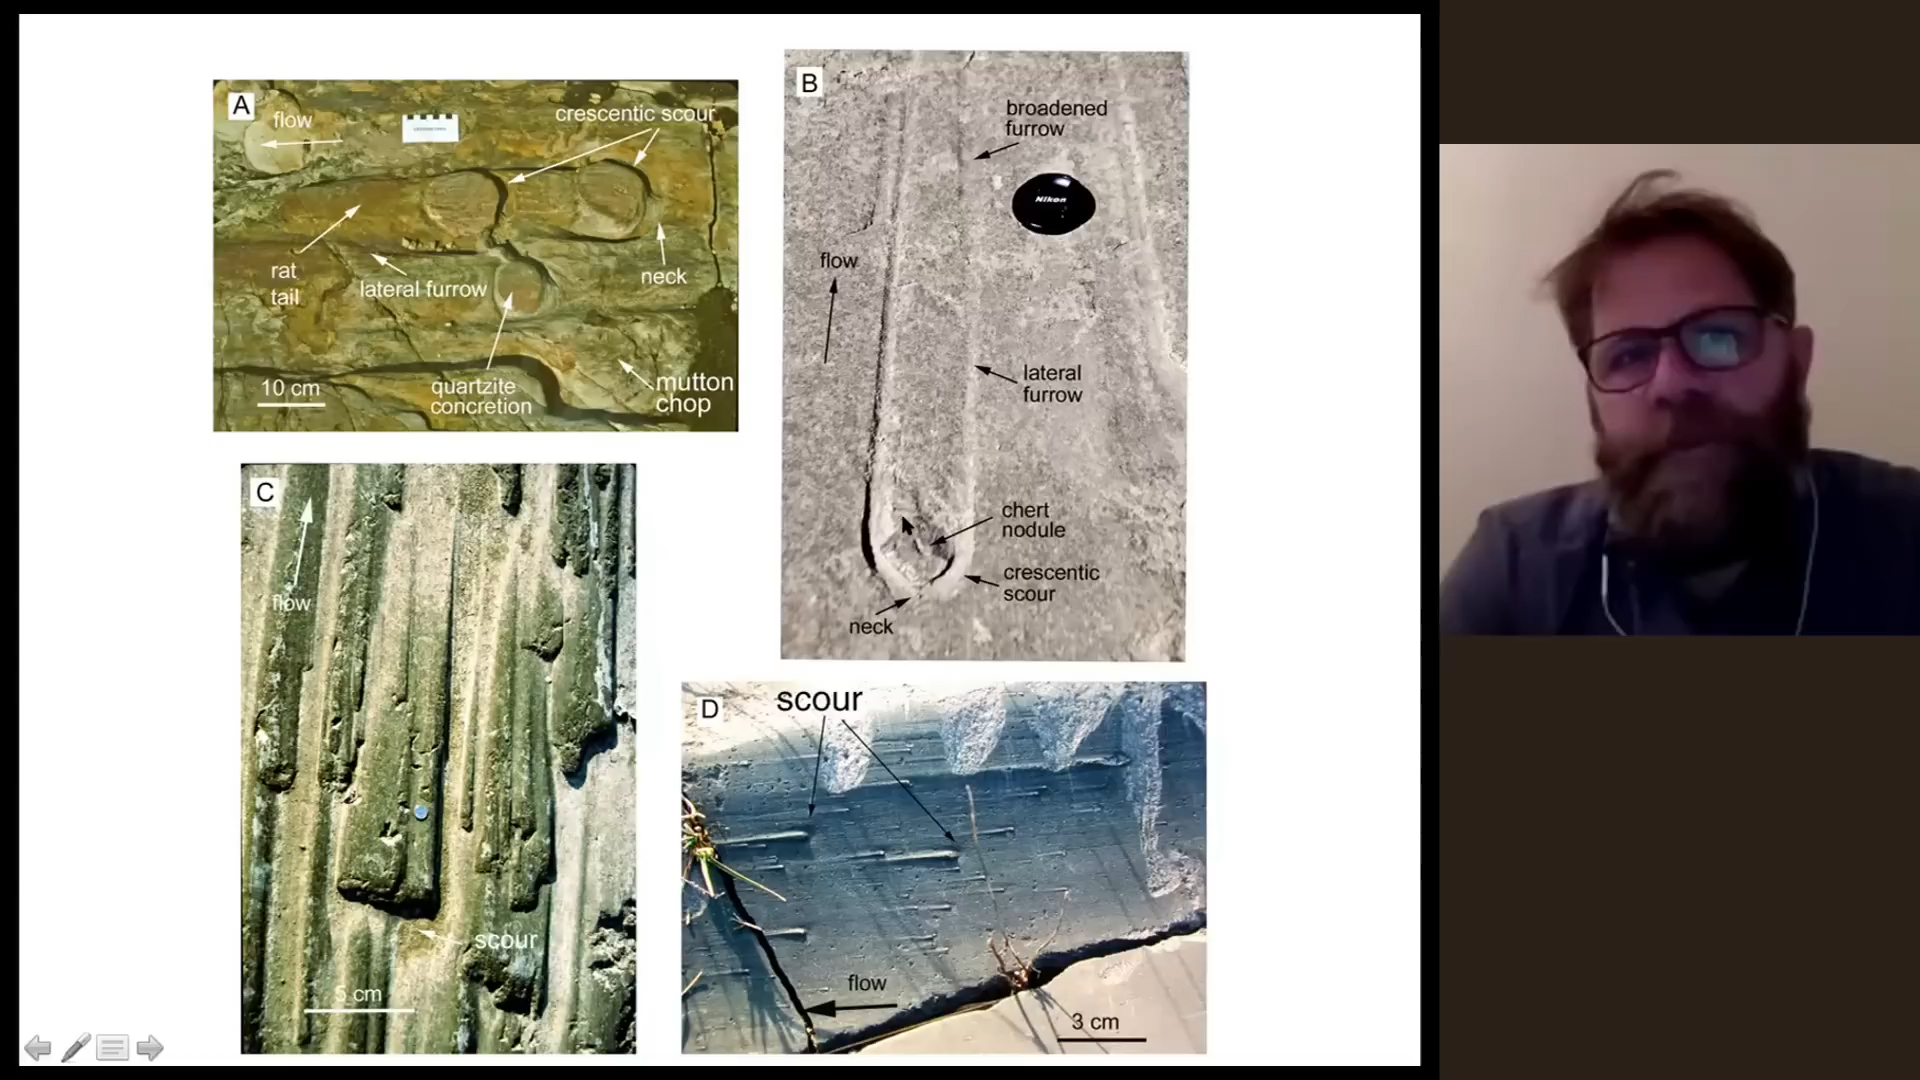 A
flow
crescentic scour
rat
tail
lateral furrow
neck
quartzite
concretion
mutton
chop
10 cm
B
broadened
furrow
Nikon
flow
lateral
furrow
chert
nodule
crescentic
scour
neck
C
flow
scour
5 cm
D
scour
flow
3 cm